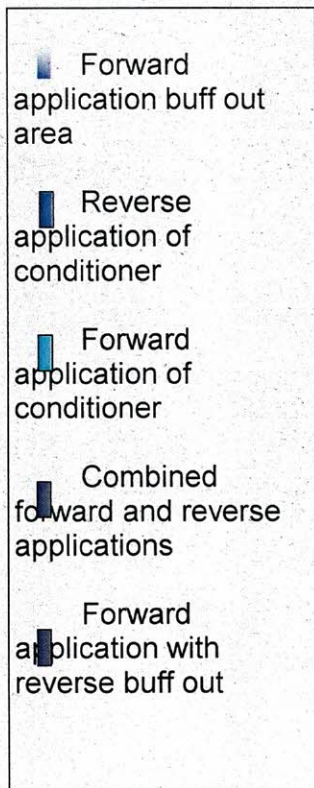 Forward
application buff out
area
Reverse
application of
conditioner
Forward
application of
conditioner
Combined
forward and reverse
applications
Forward
application with
reverse buff out